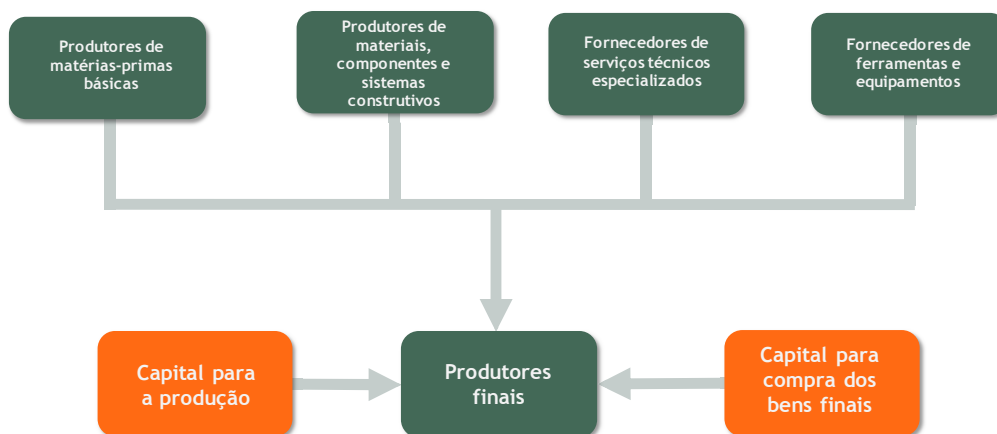 Produtores de
matérias-primas
básicas
Produtores de
materiais,
componentes e
sistemas
construtivos
Fornecedores de
serviços técnicos
especializados
Fornecedores de
ferramentas e
equipamentos
Capital para
a produção
Produtores
finais
Capital para
compra dos
bens finais